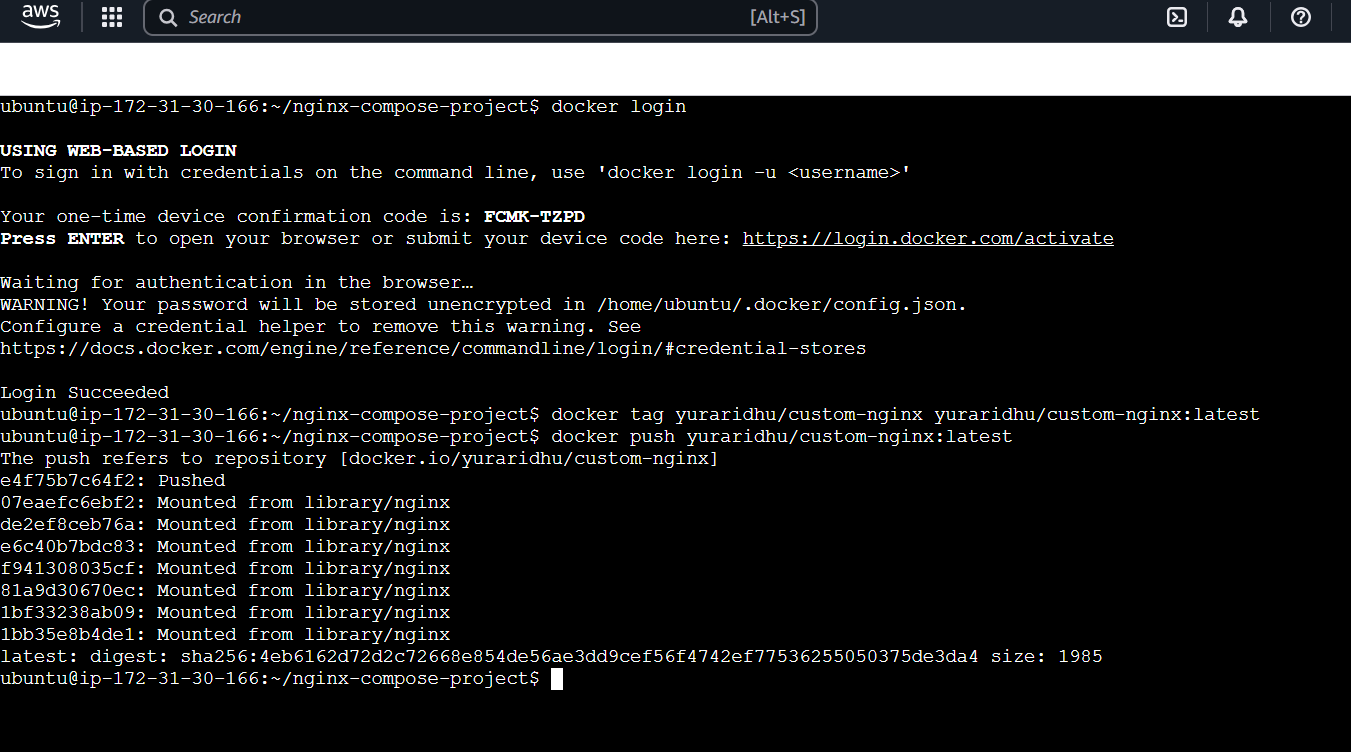 aws
Search [Alt+S]
ubuntu@ip-172-31-30-166:~/nginx-compose-project$ docker login
USING WEB-BASED LOGIN
To sign in with credentials on the command line, use 'docker login -u <username>'
Your one-time device confirmation code is: FCMK-TZPD
Press ENTER to open your browser or submit your device code here: https://login.docker.com/activate
Waiting for authentication in the browser…
WARNING! Your password will be stored unencrypted in /home/ubuntu/.docker/config.json.
Configure a credential helper to remove this warning. See
https://docs.docker.com/engine/reference/commandline/login/#credential-stores
Login Succeeded
ubuntu@ip-172-31-30-166:~/nginx-compose-project$ docker tag yuraridhu/custom-nginx yuraridhu/custom-nginx:latest
ubuntu@ip-172-31-30-166:~/nginx-compose-project$ docker push yuraridhu/custom-nginx:latest
The push refers to repository [docker.io/yuraridhu/custom-nginx]
e4f75b7c64f2: Pushed
07eaefc6ebf2: Mounted from library/nginx
de2ef8ceb76a: Mounted from library/nginx
e6c40b7bdc83: Mounted from library/nginx
f941308035cf: Mounted from library/nginx
81a9d30670ec: Mounted from library/nginx
1bf33238ab09: Mounted from library/nginx
1bb35e8b4de1: Mounted from library/nginx
latest: digest: sha256:4eb6162d72d2c72668e854de56ae3dd9cef56f4742ef77536255050375de3da4 size: 1985
ubuntu@ip-172-31-30-166:~/nginx-compose-project$